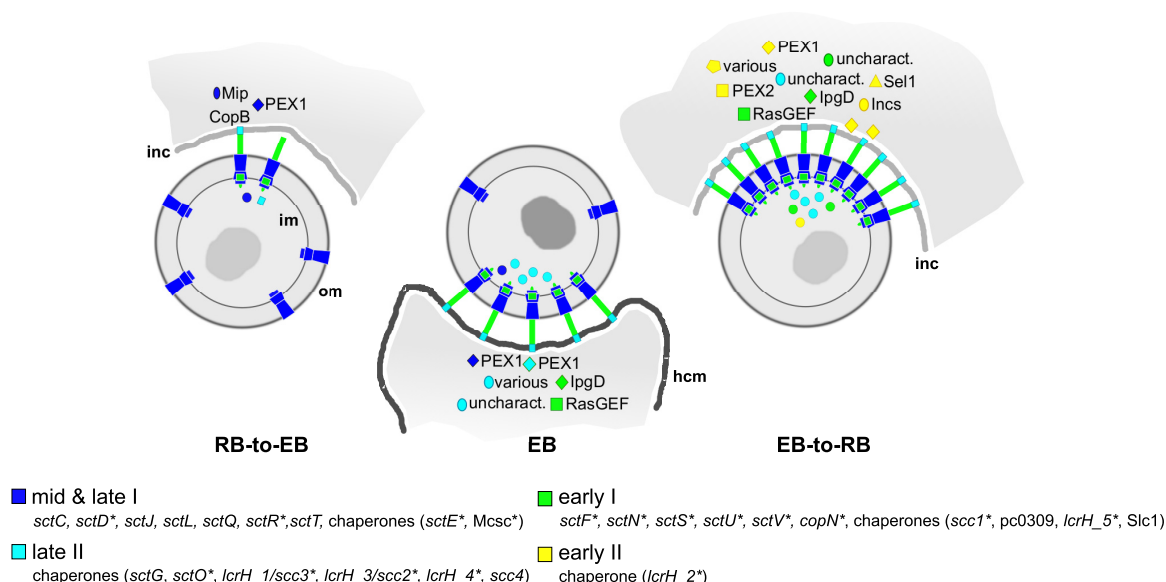 Mip
PEX1
CopB
inc
im
om
RB-to-EB
PEX1 PEX1
various IpgD
uncharact. RasGEF
hcm
EB
PEX1
various
uncharact.
uncharact.
PEX2
Sel1
IpgD
Incs
RasGEF
inc
EB-to-RB
mid & late I
sctC, sctD*, sctJ, sctL, sctQ, sctR*,sctT, chaperones (sctE*, Mcsc*)
late II
chaperones (sctG, sctO*, lcrH_1/scc3*, lcrH_3/scc2*, lcrH_4*, scc4)
early I
sctF*, sctN*, sctS*, sctU*, sctV*, copN*, chaperones (scc1*, pc0309, lcrH_5*, Slc1)
early II
chaperone (lcrH_2*)